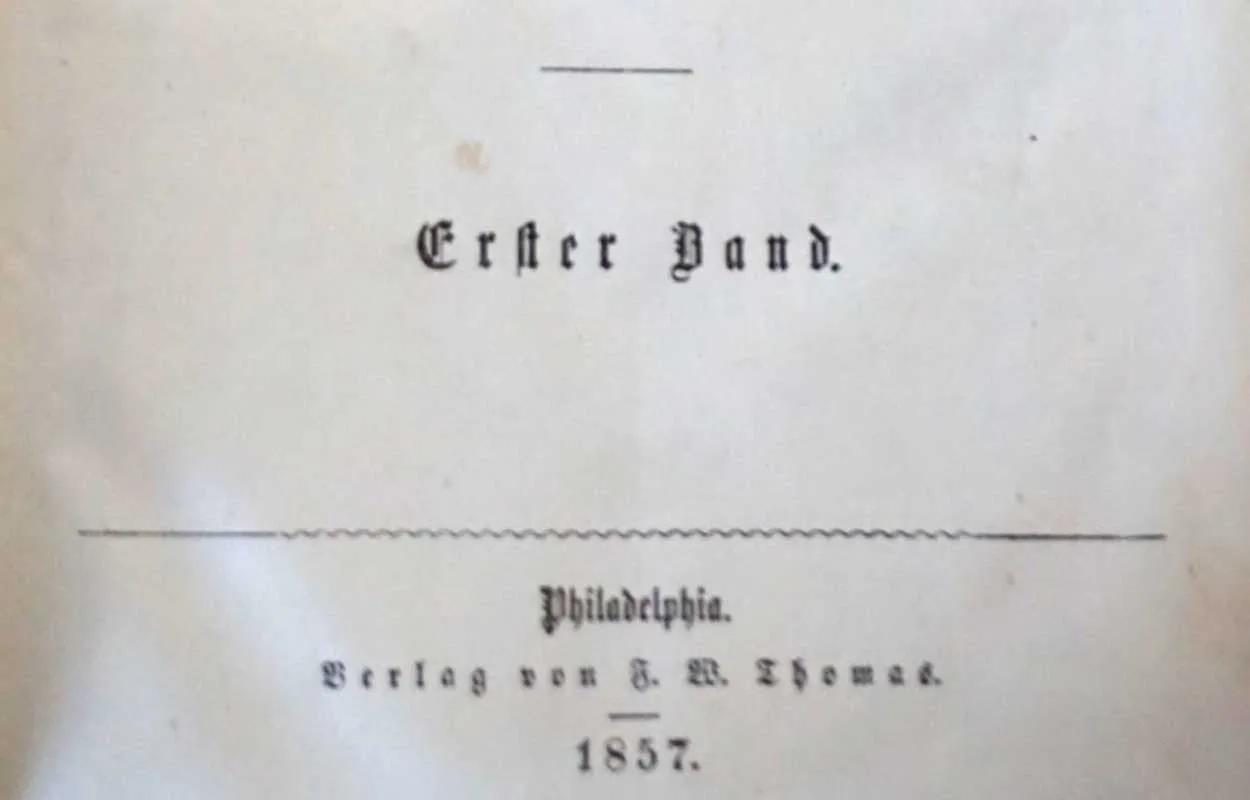 Erster Band.
Philadelphia.
Verlag von F. W. Thomas.
1857.